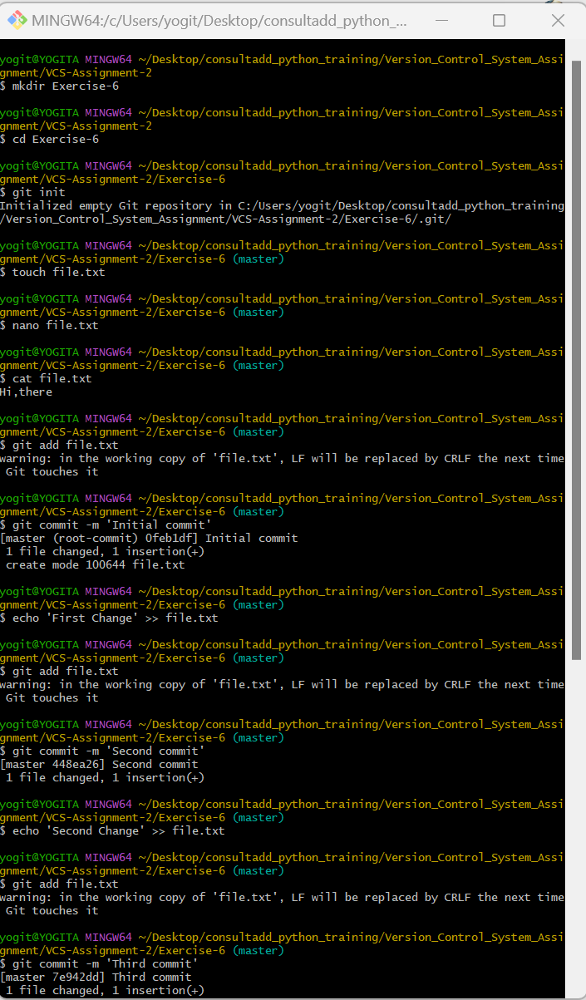 MINGW64:/c/Users/yogit/Desktop/consultadd_python_...
yogit@YOGITA MINGW64 ~/Desktop/consultadd_python_training/Version_Control_System_Assi
gnment/VCS-Assignment-2
$ mkdir Exercise-6
yogit@YOGITA MINGW64 ~/Desktop/consultadd_python_training/Version_Control_System_Assi
gnment/VCS-Assignment-2
$ cd Exercise-6
yogit@YOGITA MINGW64 ~/Desktop/consultadd_python_training/Version_Control_System_Assi
gnment/VCS-Assignment-2/Exercise-6
$ git init
Initialized empty Git repository in C:/Users/yogit/Desktop/consultadd_python_training
/Version_Control_System_Assignment/VCS-Assignment-2/Exercise-6/.git/
yogit@YOGITA MINGW64 ~/Desktop/consultadd_python_training/Version_Control_System_Assi
gnment/VCS-Assignment-2/Exercise-6 (master)
$ touch file.txt
yogit@YOGITA MINGW64 ~/Desktop/consultadd_python_training/Version_Control_System_Assi
gnment/VCS-Assignment-2/Exercise-6 (master)
$ nano file.txt
yogit@YOGITA MINGW64 ~/Desktop/consultadd_python_training/Version_Control_System_Assi
gnment/VCS-Assignment-2/Exercise-6 (master)
$ cat file.txt
Hi,there
yogit@YOGITA MINGW64 ~/Desktop/consultadd_python_training/Version_Control_System_Assi
gnment/VCS-Assignment-2/Exercise-6 (master)
$ git add file.txt
warning: in the working copy of 'file.txt', LF will be replaced by CRLF the next time
 Git touches it
yogit@YOGITA MINGW64 ~/Desktop/consultadd_python_training/Version_Control_System_Assi
gnment/VCS-Assignment-2/Exercise-6 (master)
$ git commit -m 'Initial commit'
[master (root-commit) 0feb1df] Initial commit
 1 file changed, 1 insertion(+)
 create mode 100644 file.txt
yogit@YOGITA MINGW64 ~/Desktop/consultadd_python_training/Version_Control_System_Assi
gnment/VCS-Assignment-2/Exercise-6 (master)
$ echo 'First Change' >> file.txt
yogit@YOGITA MINGW64 ~/Desktop/consultadd_python_training/Version_Control_System_Assi
gnment/VCS-Assignment-2/Exercise-6 (master)
$ git add file.txt
warning: in the working copy of 'file.txt', LF will be replaced by CRLF the next time
 Git touches it
yogit@YOGITA MINGW64 ~/Desktop/consultadd_python_training/Version_Control_System_Assi
gnment/VCS-Assignment-2/Exercise-6 (master)
$ git commit -m 'Second commit'
[master 448ea26] Second commit
 1 file changed, 1 insertion(+)
yogit@YOGITA MINGW64 ~/Desktop/consultadd_python_training/Version_Control_System_Assi
gnment/VCS-Assignment-2/Exercise-6 (master)
$ echo 'Second Change' >> file.txt
yogit@YOGITA MINGW64 ~/Desktop/consultadd_python_training/Version_Control_System_Assi
gnment/VCS-Assignment-2/Exercise-6 (master)
$ git add file.txt
warning: in the working copy of 'file.txt', LF will be replaced by CRLF the next time
 Git touches it
yogit@YOGITA MINGW64 ~/Desktop/consultadd_python_training/Version_Control_System_Assi
gnment/VCS-Assignment-2/Exercise-6 (master)
$ git commit -m 'Third commit'
[master 7e942dd] Third commit
 1 file changed, 1 insertion(+)